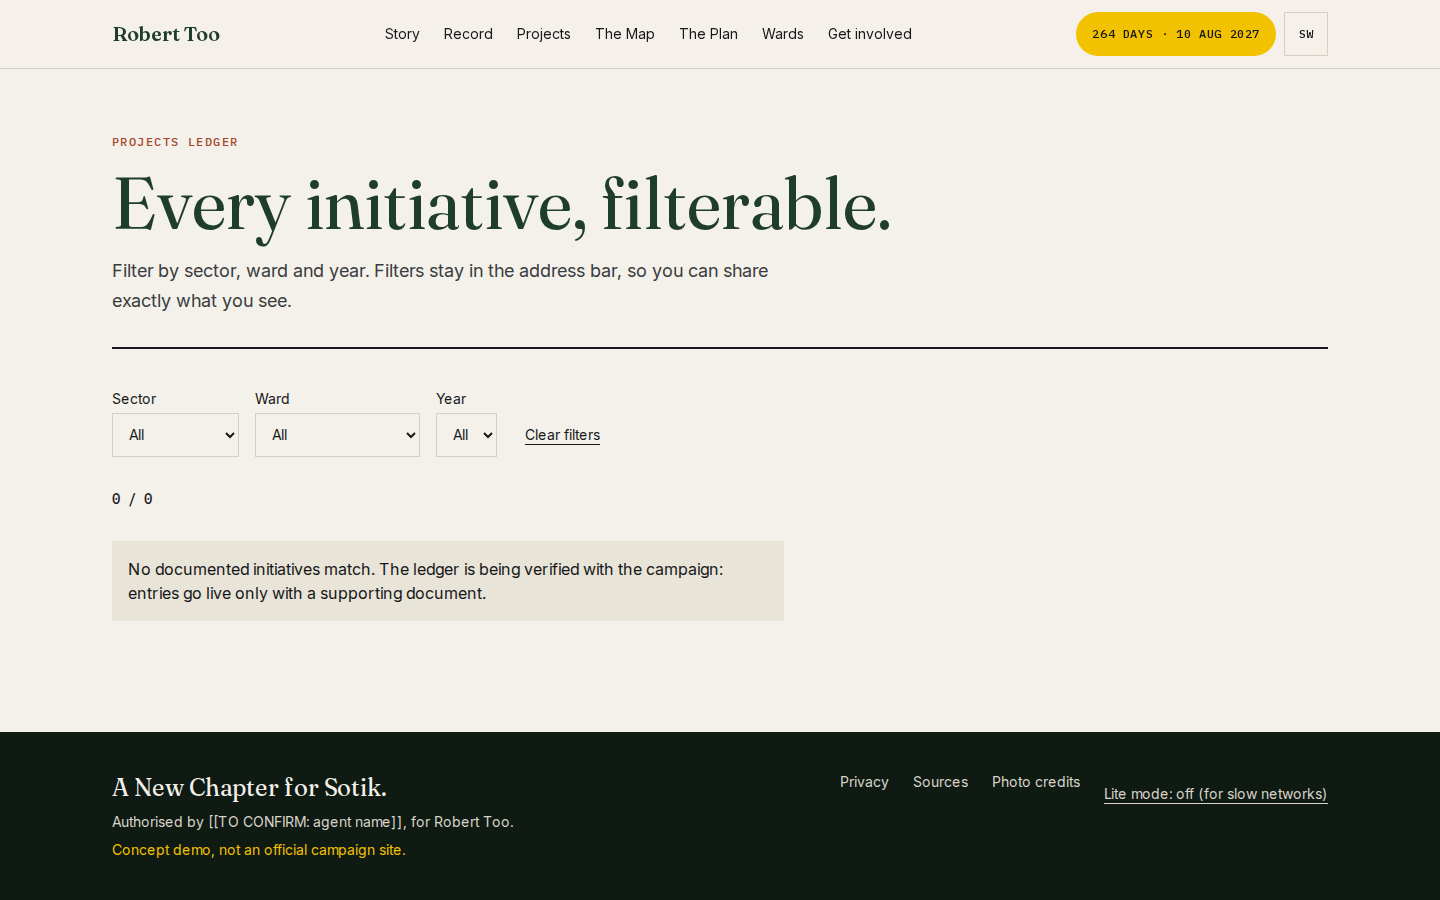 Robert Too
Story Record Projects The Map The Plan Wards Get involved
264 DAYS · 10 AUG 2027
SW
PROJECTS LEDGER
Every initiative, filterable.
Filter by sector, ward and year. Filters stay in the address bar, so you can share
exactly what you see.
Sector Ward Year
All All All Clear filters
0 / 0
No documented initiatives match. The ledger is being verified with the campaign:
entries go live only with a supporting document.
A New Chapter for Sotik.
Authorised by [[TO CONFIRM: agent name]], for Robert Too.
Concept demo, not an official campaign site.
Privacy Sources Photo credits Lite mode: off (for slow networks)